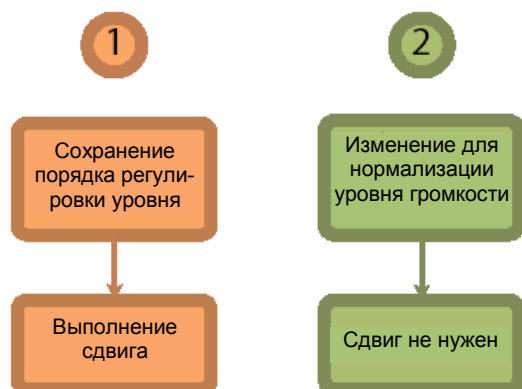 1
2
Сохранение
порядка регули-
ровки уровня
Изменение для
нормализации
уровня громкости
Выполнение
сдвига
Сдвиг не нужен